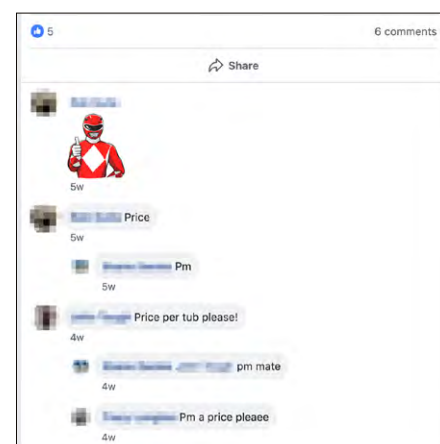 5
6 comments
Share
5w
Price
5w
Pm
5w
Price per tub please!
4w
pm mate
4w
Pm a price pleaee
4w